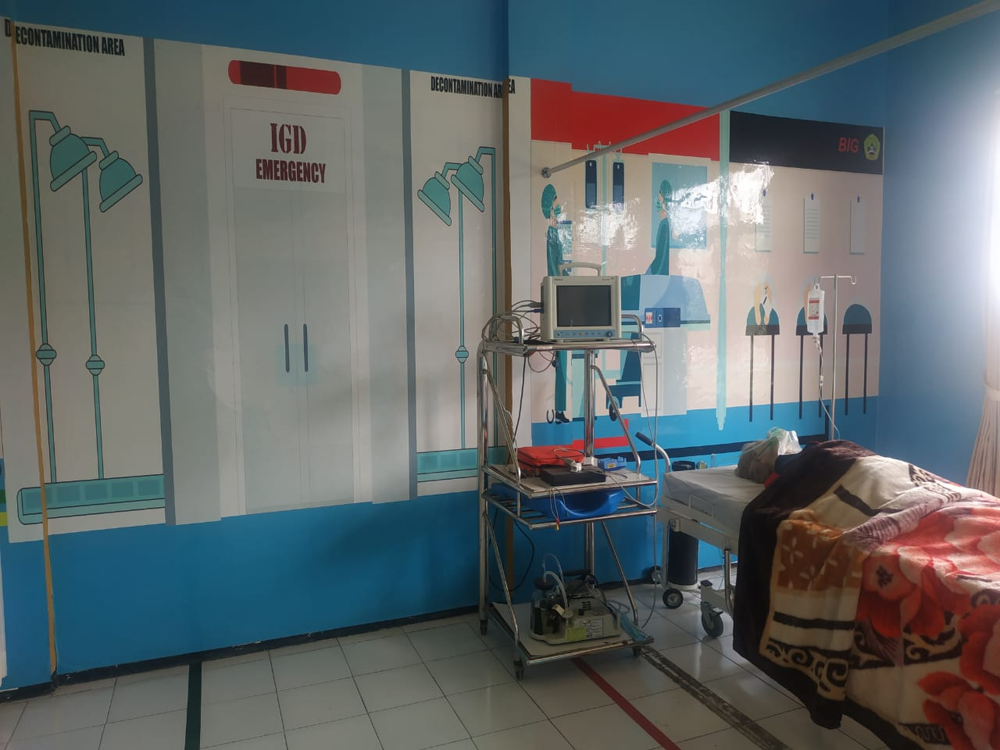 DECONTAMINATION AREA
IGD
EMERGENCY
DECONTAMINATION AREA
BIG